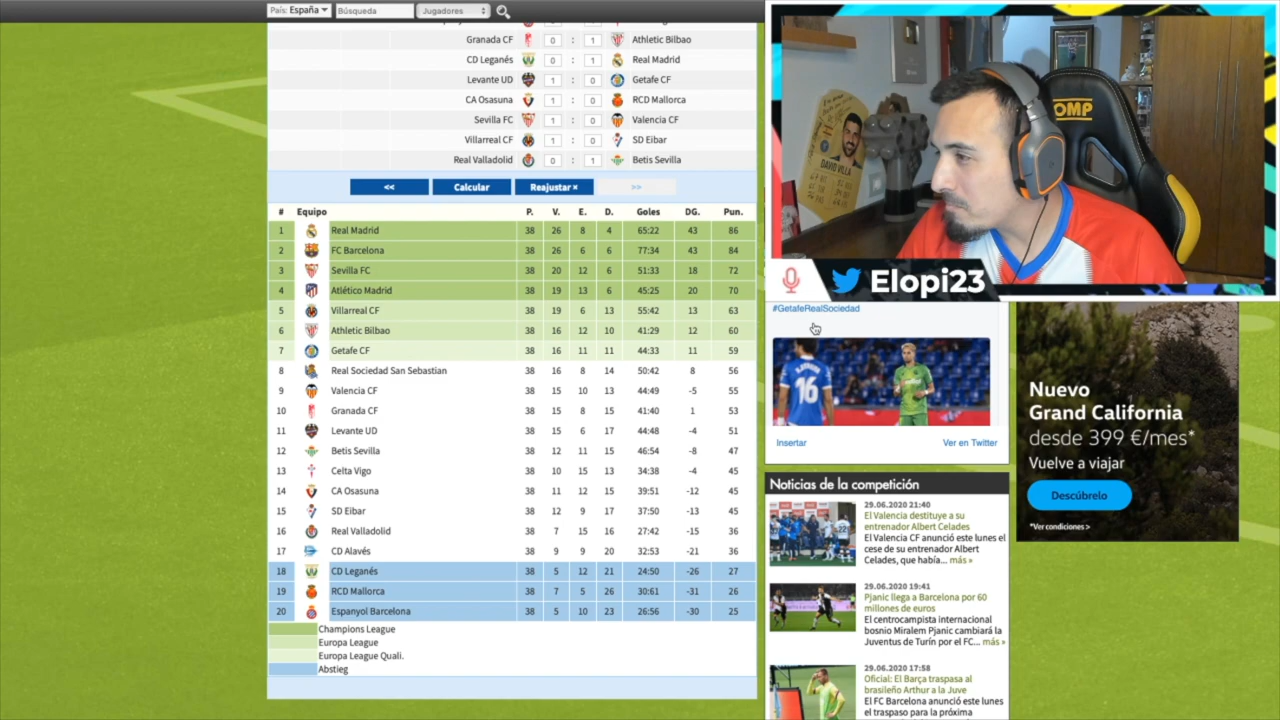 País: España Búsqueda Jugadores
Granada CF 0 : 1 Athletic Bilbao
CD Leganés 0 : 1 Real Madrid
Levante UD 1 : 0 Getafe CF
CA Osasuna 1 : 0 RCD Mallorca
Sevilla FC 1 : 0 Valencia CF
Villarreal CF 1 : 0 SD Eibar
Real Valladolid 0 : 1 Betis Sevilla
<< Calcular Reajustar × >>
# Equipo P. V. E. D. Goles DG. Pun.
1 Real Madrid 38 26 8 4 65:22 43 86
2 FC Barcelona 38 26 6 6 77:34 43 84
3 Sevilla FC 38 20 12 6 51:33 18 72
4 Atlético Madrid 38 19 13 6 45:25 20 70
5 Villarreal CF 38 19 6 13 55:42 13 63
6 Athletic Bilbao 38 16 12 10 41:29 12 60
7 Getafe CF 38 16 11 11 44:33 11 59
8 Real Sociedad San Sebastian 38 16 8 14 50:42 8 56
9 Valencia CF 38 15 10 13 44:49 -5 55
10 Granada CF 38 15 8 15 41:40 1 53
11 Levante UD 38 15 6 17 44:48 -4 51
12 Betis Sevilla 38 12 11 15 46:54 -8 47
13 Celta Vigo 38 10 15 13 34:38 -4 45
14 CA Osasuna 38 11 12 15 39:51 -12 45
15 SD Eibar 38 12 9 17 37:50 -13 45
16 Real Valladolid 38 7 15 16 27:42 -15 36
17 CD Alavés 38 9 9 20 32:53 -21 36
18 CD Leganés 38 5 12 21 24:50 -26 27
19 RCD Mallorca 38 7 5 26 30:61 -31 26
20 Espanyol Barcelona 38 5 10 23 26:56 -30 25
Champions League
Europa League
Europa League Quali.
Abstieg
DAVID VILLA
OMP
Elopi23
#GetafeRealSociedad
16
Insertar Ver en Twitter
Noticias de la competición
29.06.2020 21:40
El Valencia destituye a su
entrenador Albert Celades
El Valencia CF anunció este lunes el
cese de su entrenador Albert
Celades, que había... más »
29.06.2020 19:41
Pjanic llega a Barcelona por 60
millones de euros
El centrocampista internacional
bosnio Miralem Pjanic cambiará la
Juventus de Turín por el FC... más »
29.06.2020 17:58
Oficial: El Barça traspasa al
brasileño Arthur a la Juve
El FC Barcelona anunció este lunes
el traspaso para la próxima
Nuevo
Grand California
desde 399 €/mes*
Vuelve a viajar
Descúbrelo
*Ver condiciones >